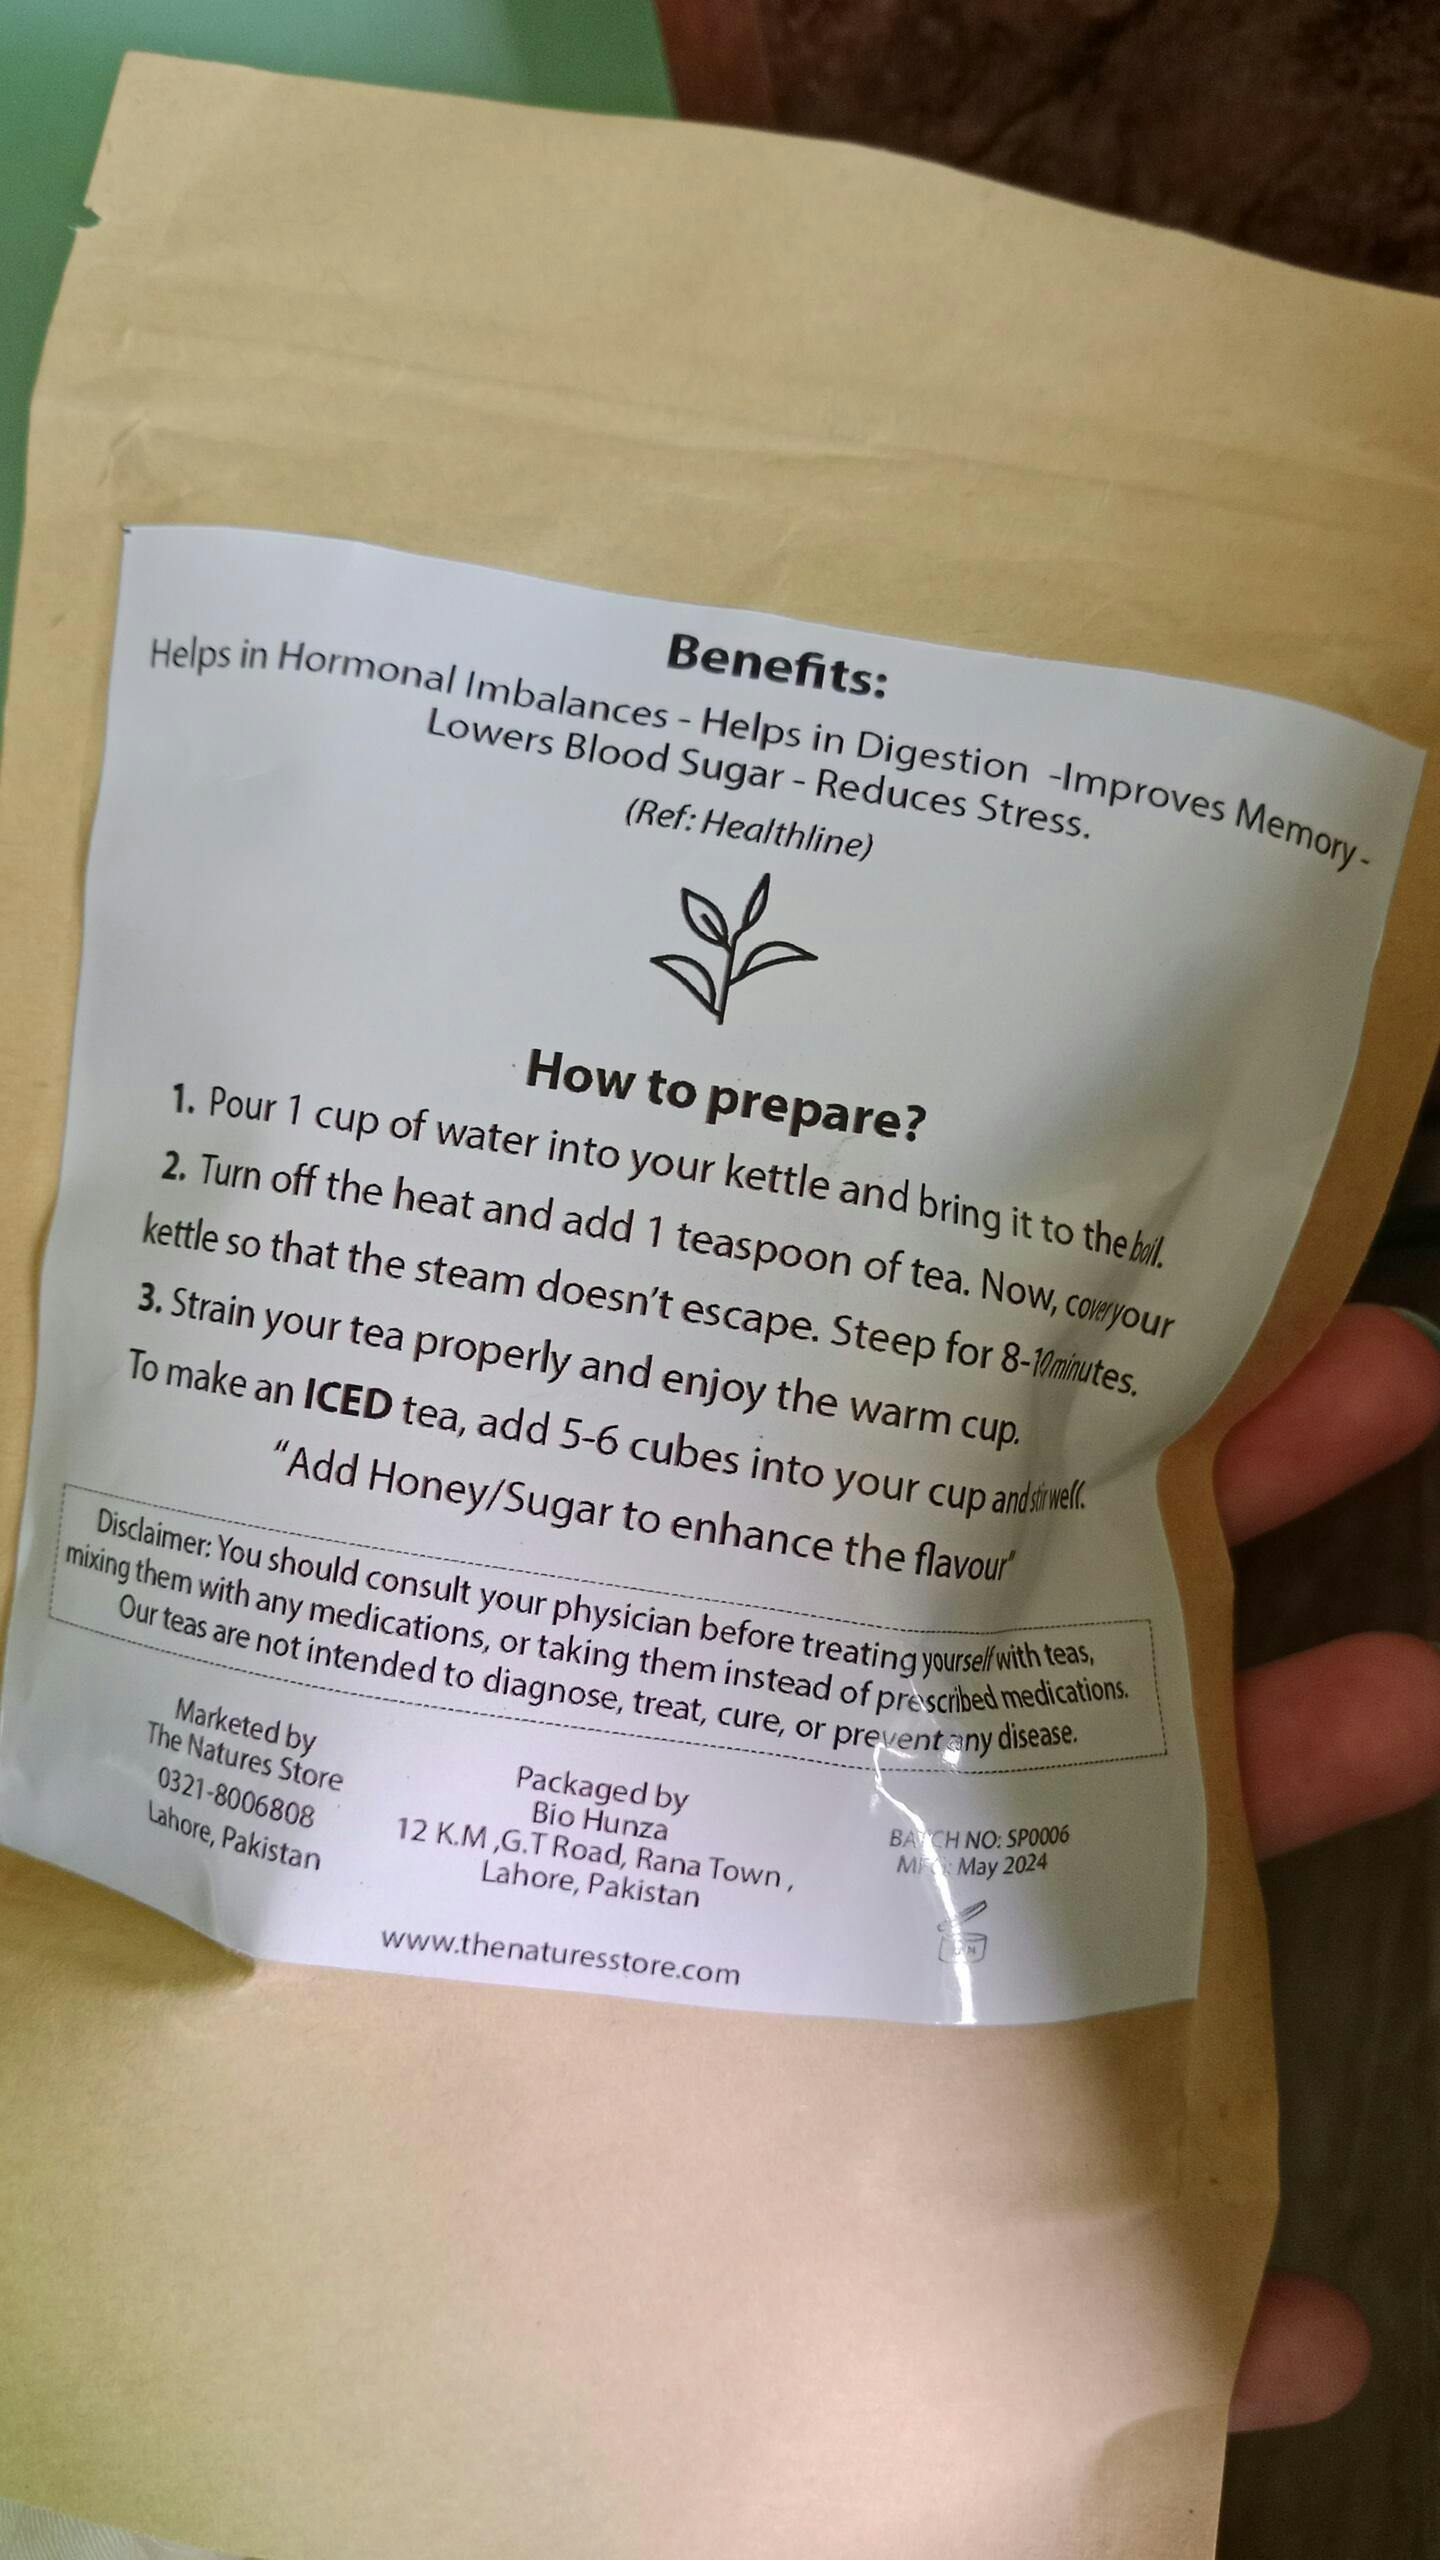 Benefits:
Helps in Hormonal Imbalances - Helps in Digestion -Improves Memory -
Lowers Blood Sugar - Reduces Stress.
(Ref: Healthline)
How to prepare?
1. Pour 1 cup of water into your kettle and bring it to the boil.
2. Turn off the heat and add 1 teaspoon of tea. Now, cover your
kettle so that the steam doesn't escape. Steep for 8-10 minutes.
3. Strain your tea properly and enjoy the warm cup.
To make an ICED tea, add 5-6 cubes into your cup and stir well.
"Add Honey/Sugar to enhance the flavour"
Disclaimer: You should consult your physician before treating yourself with teas,
mixing them with any medications, or taking them instead of prescribed medications.
Our teas are not intended to diagnose, treat, cure, or prevent any disease.
Marketed by
The Natures Store
0321-8006808
Lahore, Pakistan
Packaged by
Bio Hunza
12 K.M ,G.T Road, Rana Town ,
Lahore, Pakistan
BATCH NO: SP0006
MFG: May 2024
www.thenaturesstore.com